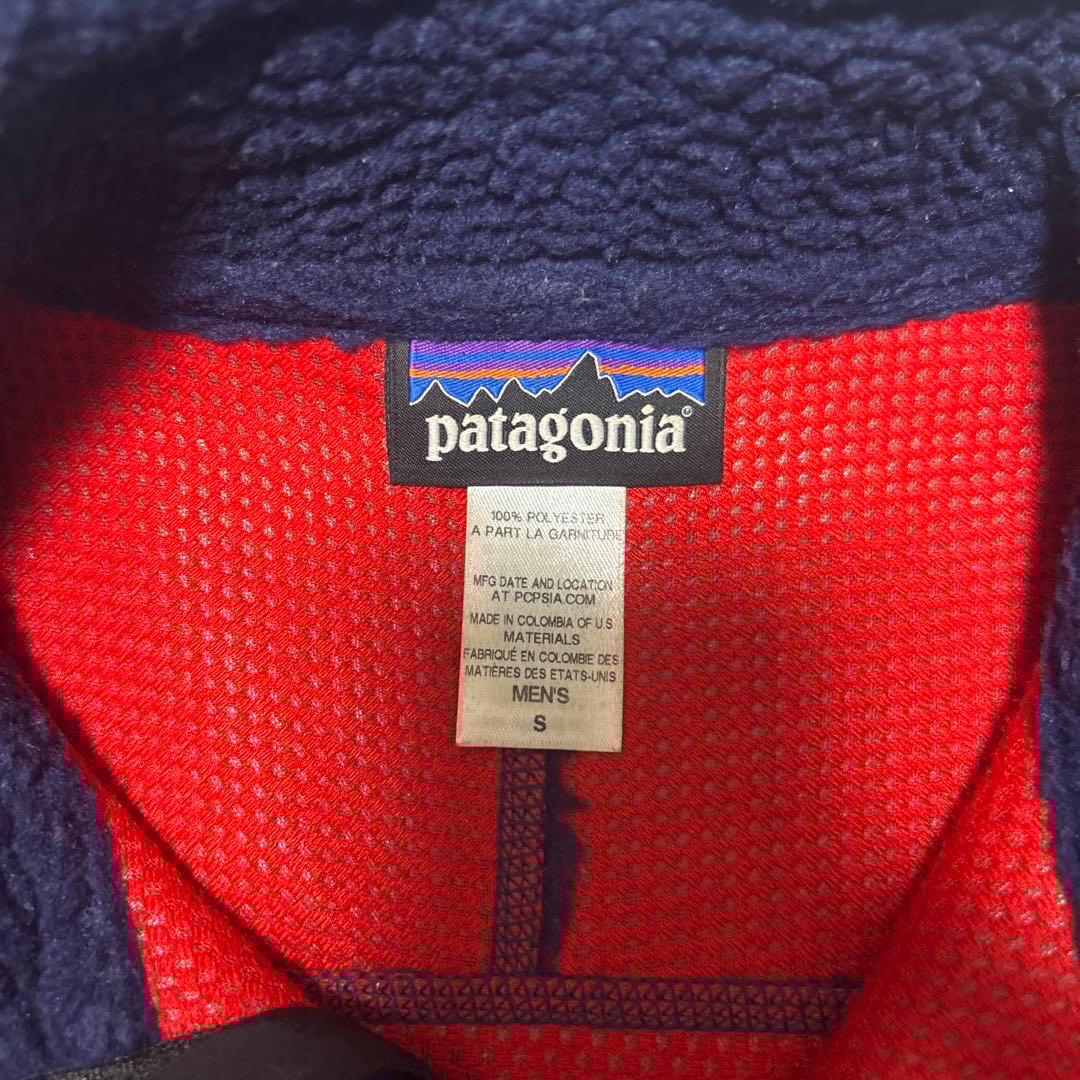 patagonia®
100% POLYESTER
A PART LA GARNITURE
MFG DATE AND LOCATION
AT PCPSIA.COM
MADE IN COLOMBIA OF U.S
MATERIALS
FABRIQUÉ EN COLOMBIE DES
MATIÈRES DES ETATS-UNIS
MEN'S
S